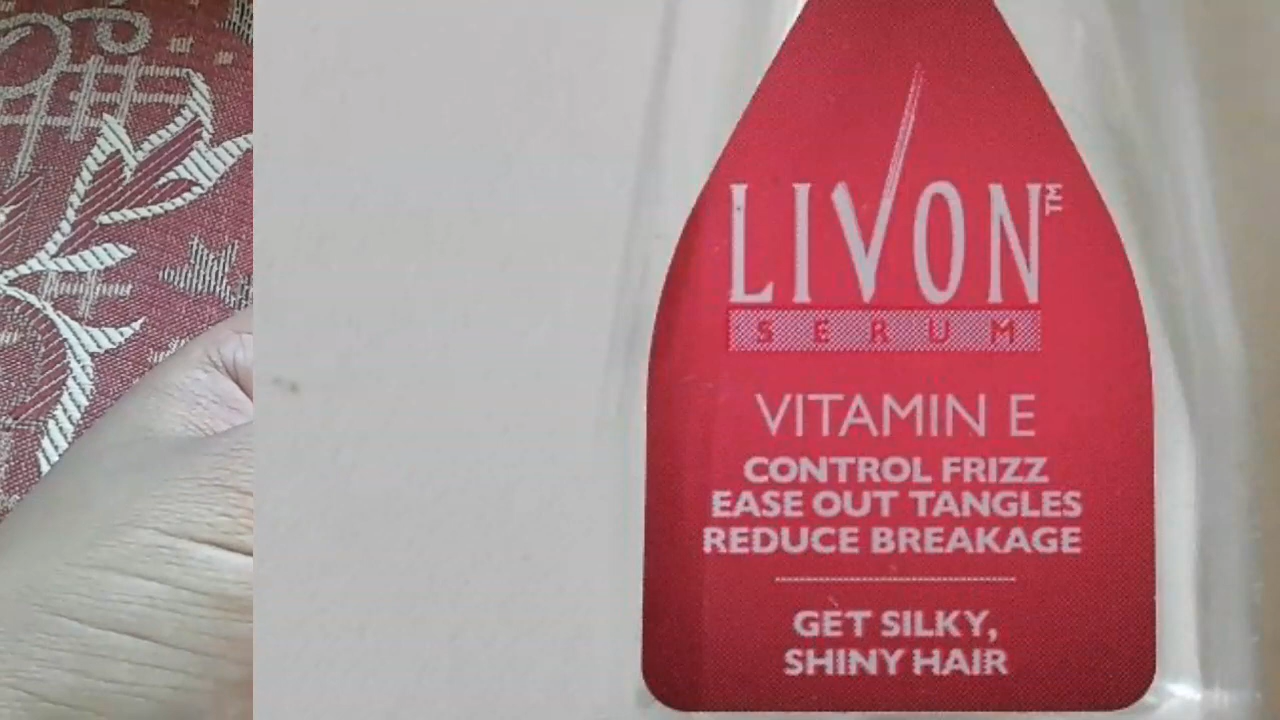 LIVON™
SERUM
VITAMIN E
CONTROL FRIZZ
EASE OUT TANGLES
REDUCE BREAKAGE
GET SILKY,
SHINY HAIR